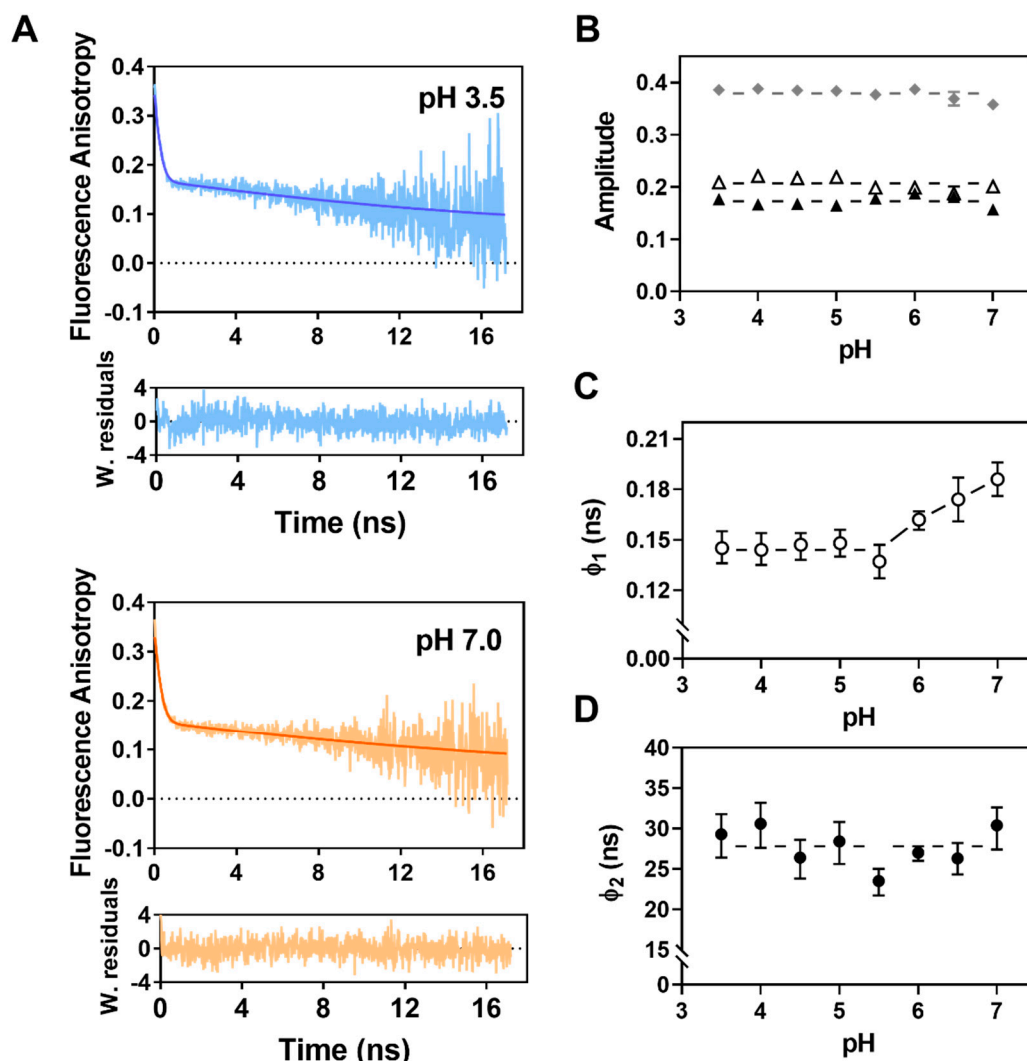 A
Fluorescence Anisotropy
0.4
0.3
0.2
0.1
0.0
-0.1
pH 3.5
0 4 8 12 16
W. residuals
4
0
-4
0 4 8 12 16
Time (ns)
Fluorescence Anisotropy
0.4
0.3
0.2
0.1
0.0
-0.1
pH 7.0
0 4 8 12 16
W. residuals
4
0
-4
0 4 8 12 16
Time (ns)
B
Amplitude
0.4
0.3
0.2
0.1
0.0
3 4 5 6 7
pH
C
ϕ1 (ns)
0.21
0.18
0.15
0.12
0.00
3 4 5 6 7
pH
D
ϕ2 (ns)
40
35
30
25
20
15
0
3 4 5 6 7
pH